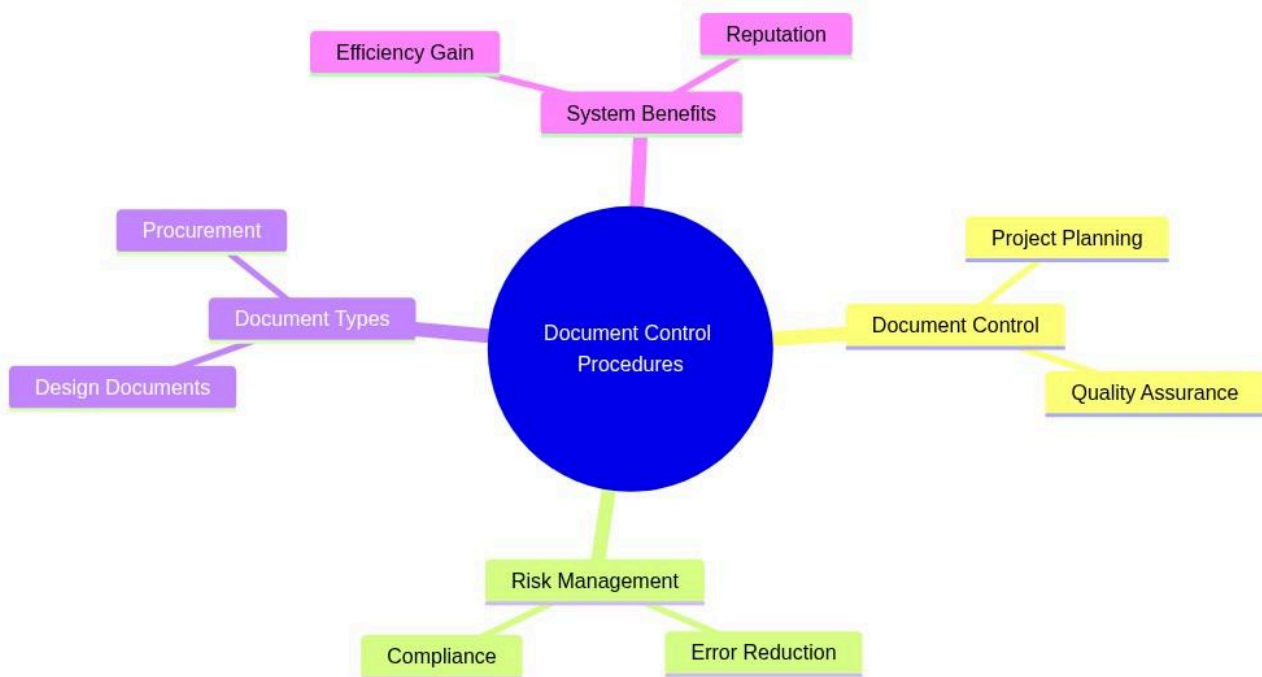 Reputation
Efficiency Gain
System Benefits
Procurement
Project Planning
Document Types
Document Control
Document Control
Procedures
Design Documents
Quality Assurance
Risk Management
Compliance
Error Reduction